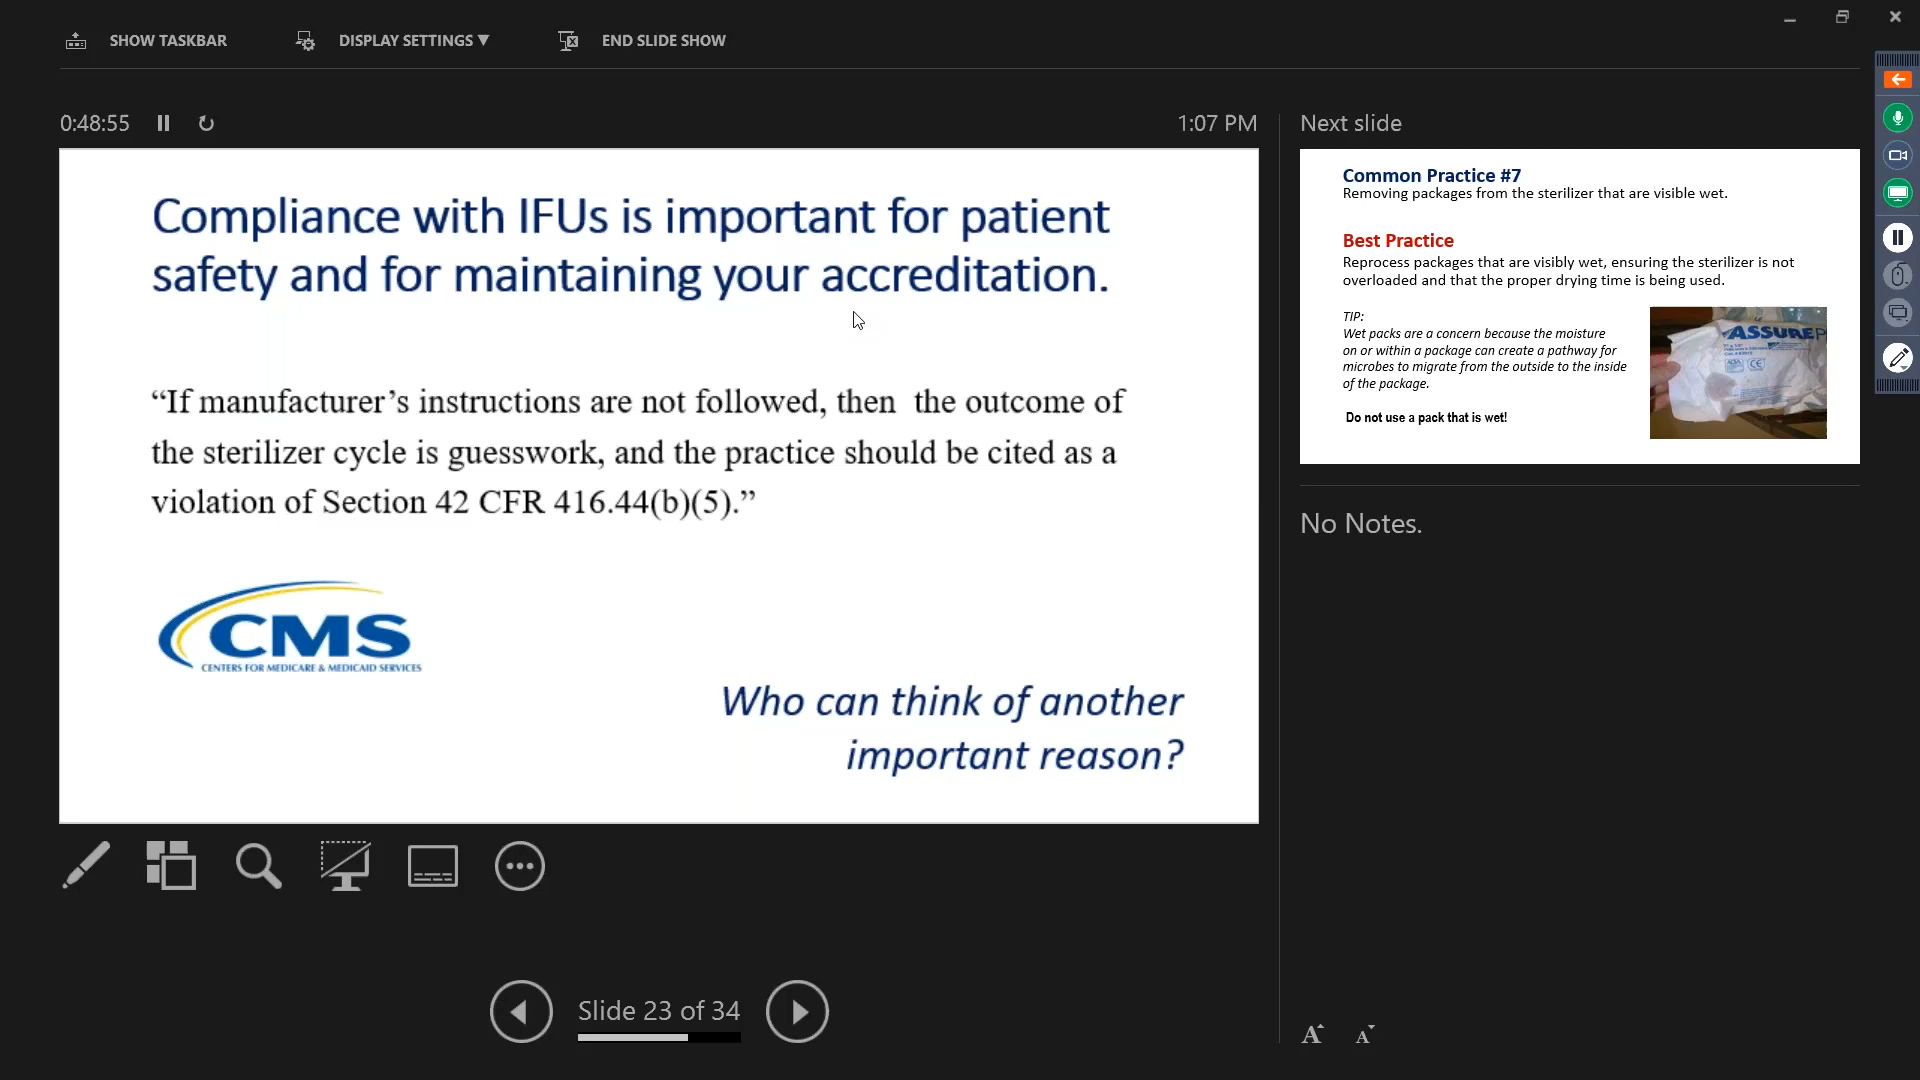 SHOW TASKBAR
DISPLAY SETTINGS ▼
END SLIDE SHOW
0:48:55
1:07 PM
Compliance with IFUs is important for patient
safety and for maintaining your accreditation.
“If manufacturer’s instructions are not followed, then the outcome of
the sterilizer cycle is guesswork, and the practice should be cited as a
violation of Section 42 CFR 416.44(b)(5).”
CMS
CENTERS FOR MEDICARE & MEDICAID SERVICES
Who can think of another
important reason?
Slide 23 of 34
Next slide
Common Practice #7
Removing packages from the sterilizer that are visible wet.
Best Practice
Reprocess packages that are visibly wet, ensuring the sterilizer is not
overloaded and that the proper drying time is being used.
TIP:
Wet packs are a concern because the moisture
on or within a package can create a pathway for
microbes to migrate from the outside to the inside
of the package.
Do not use a pack that is wet!
ASSURE
CE
No Notes.
A A